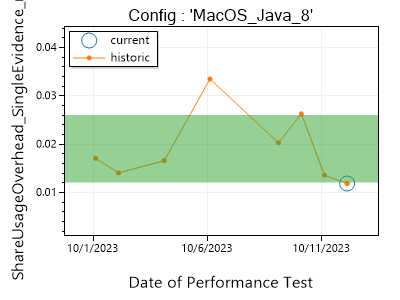 Config : 'MacOS_Java_8'
current
historic
0.04
0.03
0.02
0.01
ShareUsageOverhead_SingleEvidence_
10/1/2023
10/6/2023
10/11/2023
Date of Performance Test